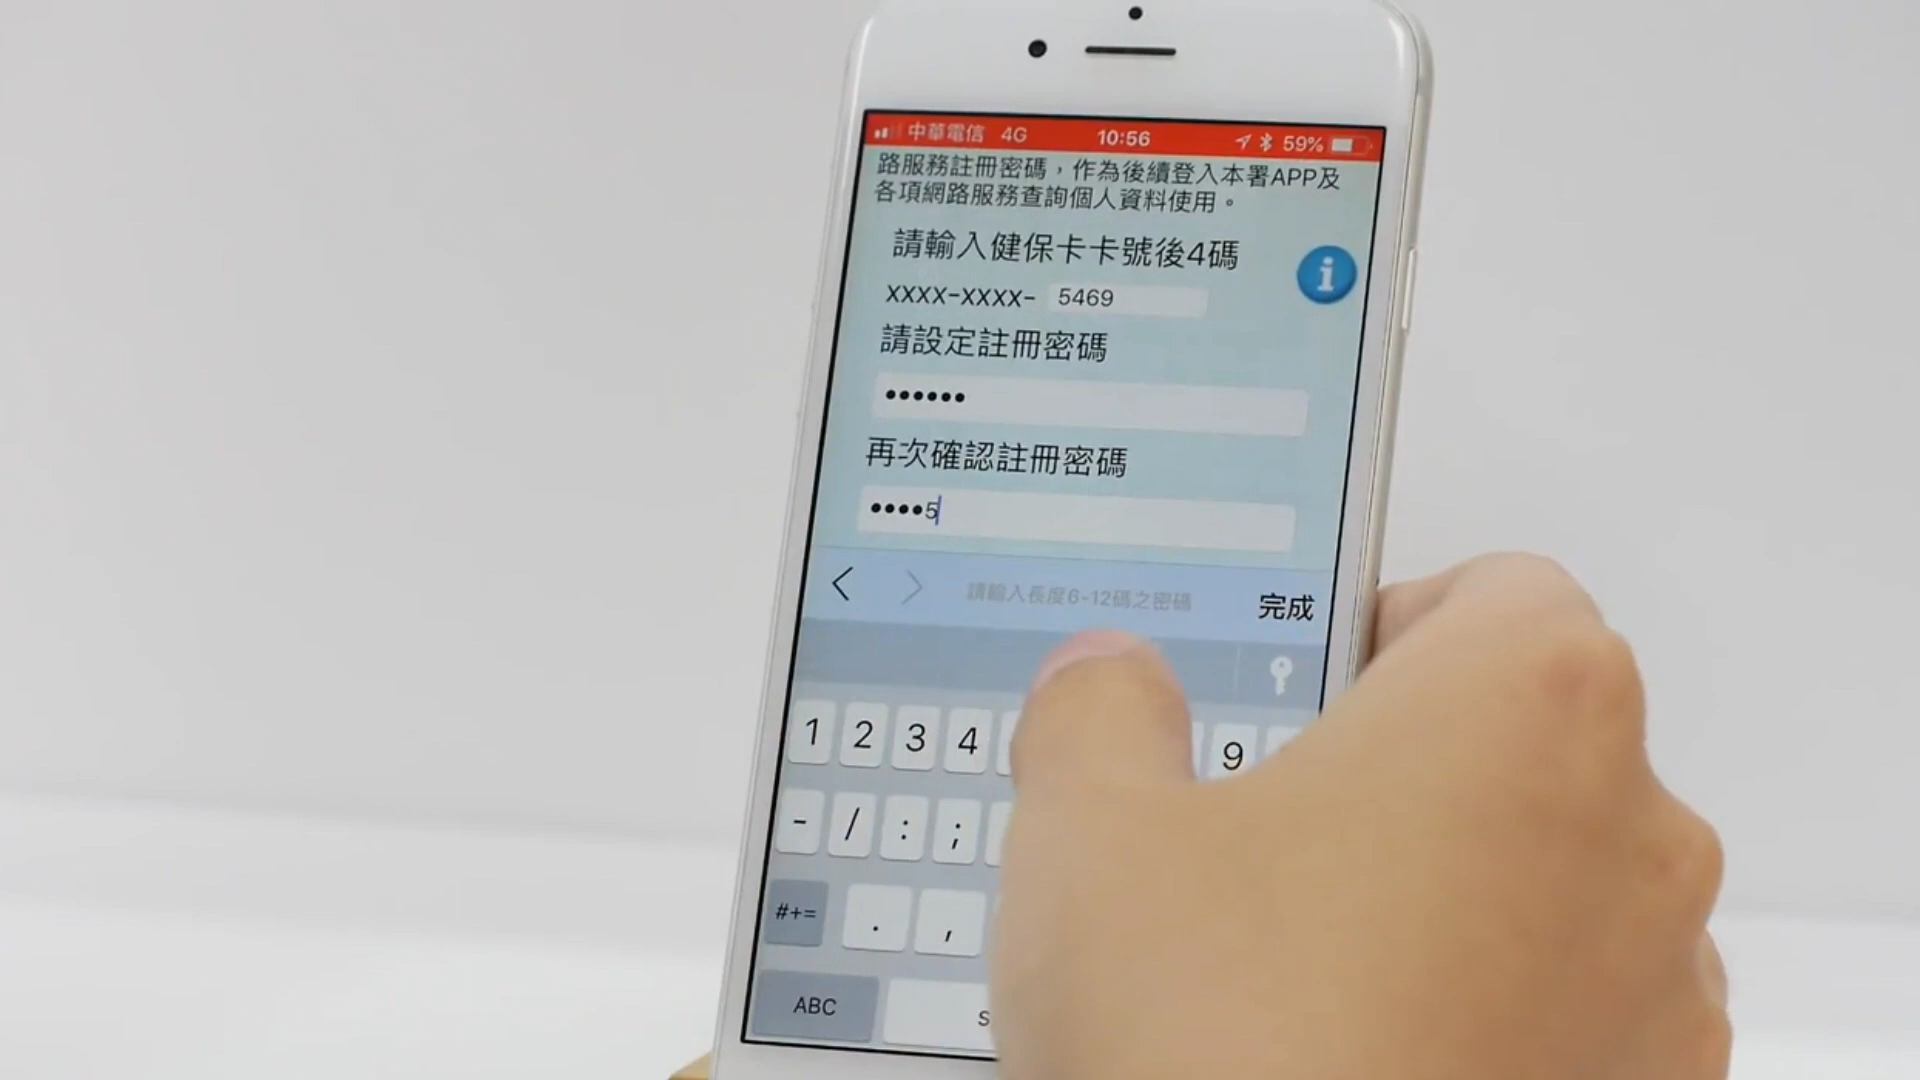 中華電信 4G 10:56 59%
路服務註冊密碼，作為後續登入本署APP及
各項網路服務查詢個人資料使用。
請輸入健保卡卡號後4碼
XXXX-XXXX- 5469
請設定註冊密碼
••••••
再次確認註冊密碼
••••5
請輸入長度6-12碼之密碼 完成
1 2 3 4 9
- / : ;
#+= . ,
ABC